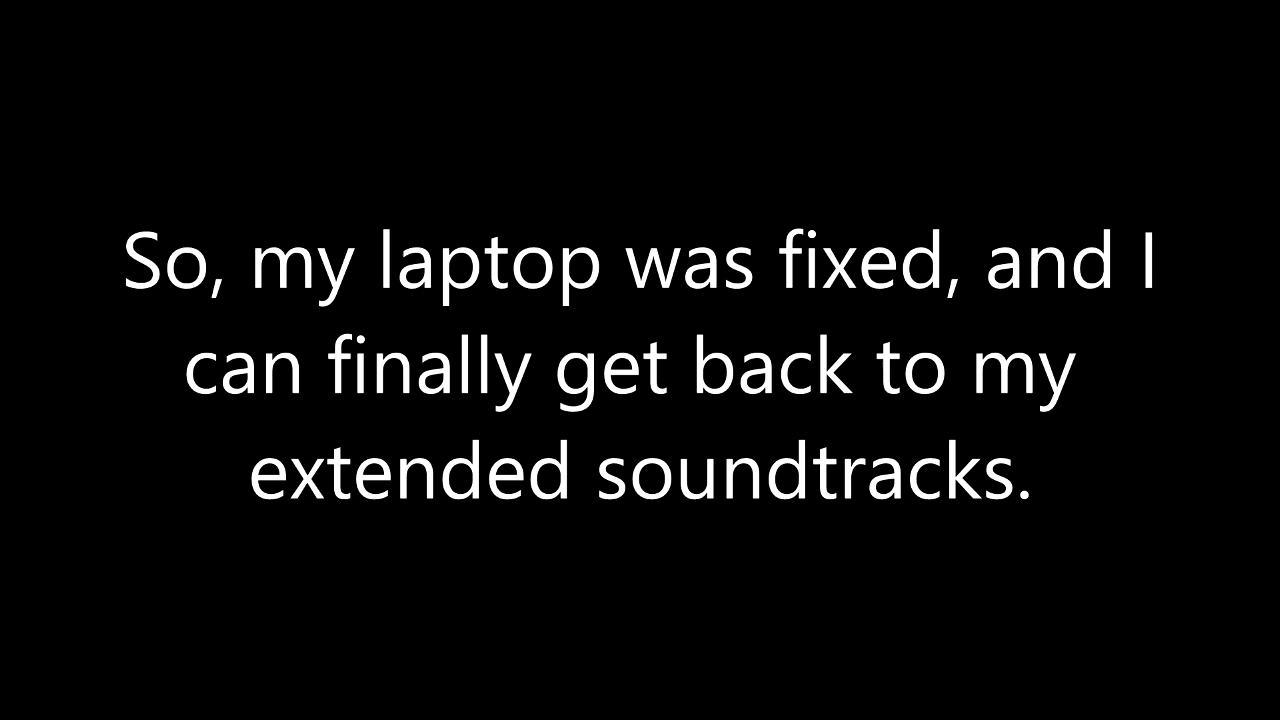 So, my laptop was fixed, and I
can finally get back to my
extended soundtracks.